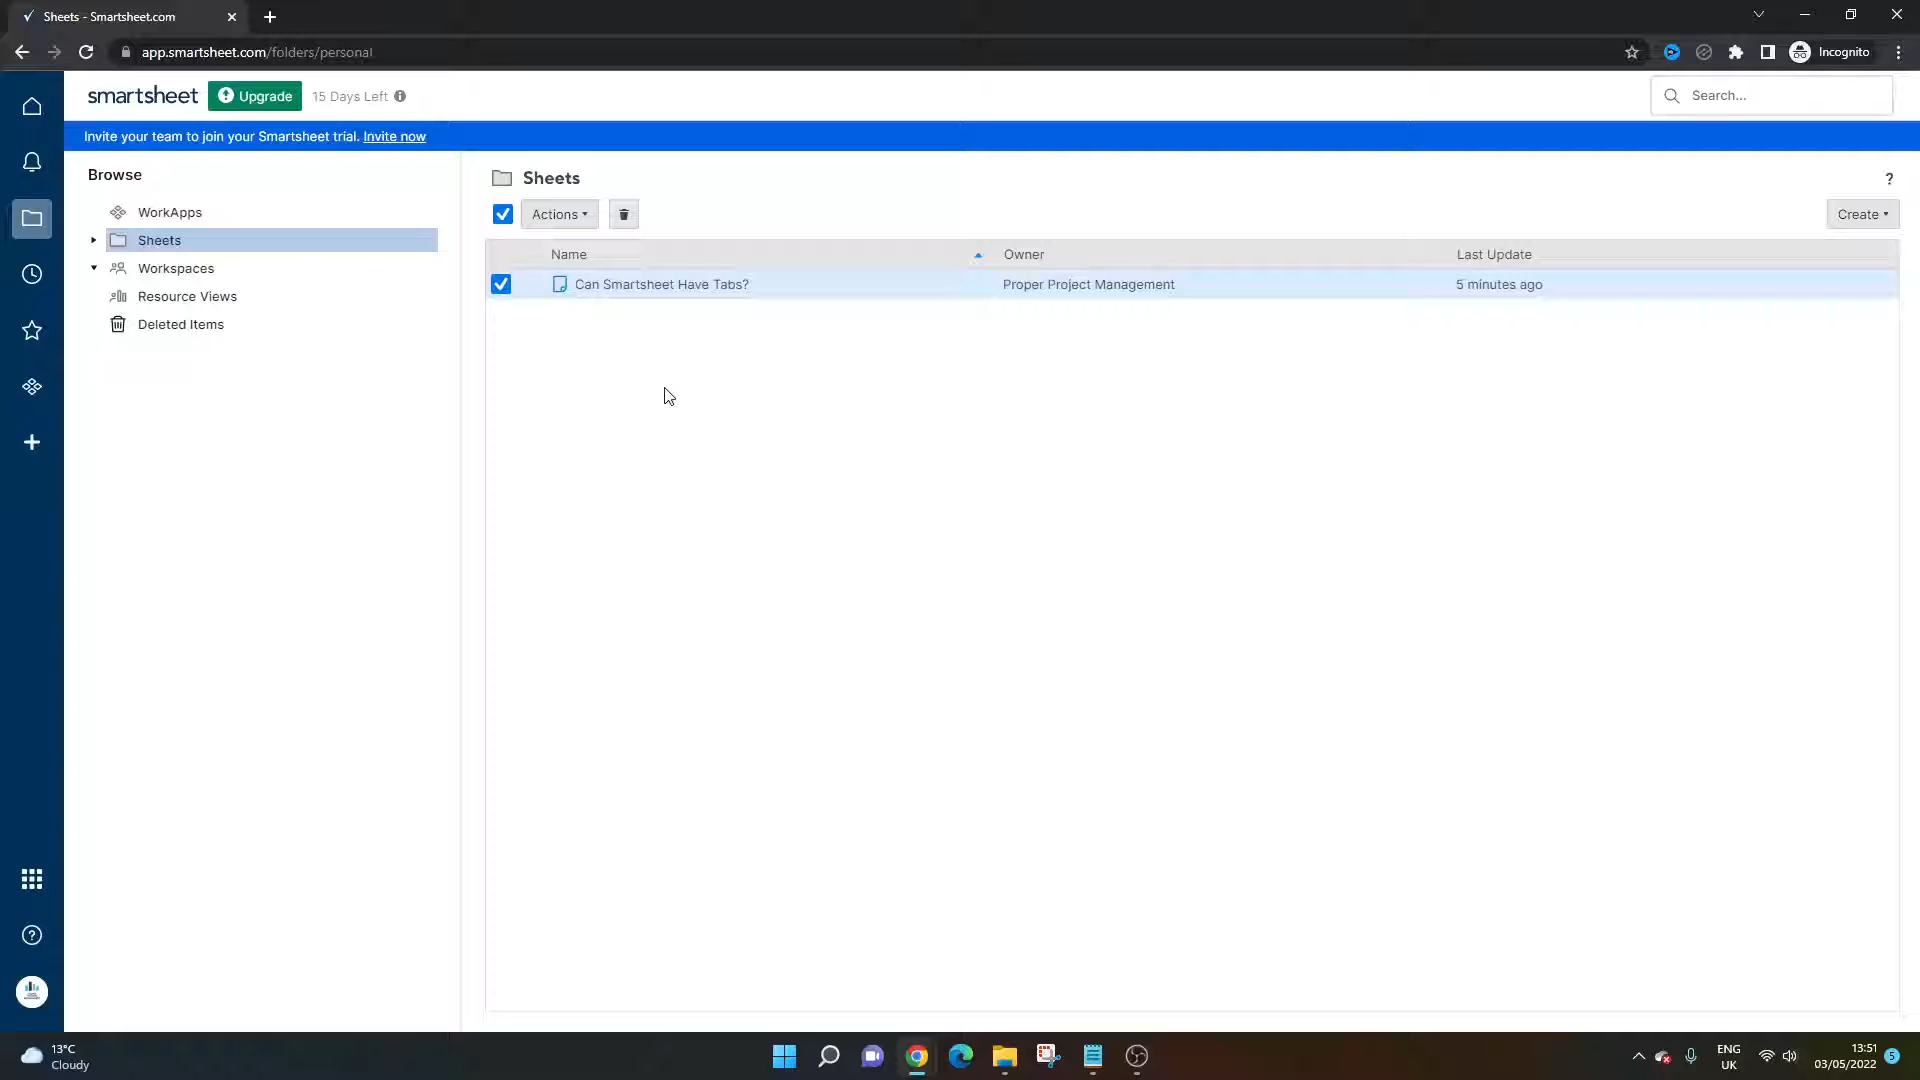 Sheets - Smartsheet.com
app.smartsheet.com/folders/personal
Incognito
smartsheet
Upgrade
15 Days Left
Search...
Invite your team to join your Smartsheet trial. Invite now
Browse
WorkApps
Sheets
Workspaces
Resource Views
Deleted Items
Sheets
?
Actions
Create
Name
Owner
Last Update
Can Smartsheet Have Tabs?
Proper Project Management
5 minutes ago
13°C
Cloudy
ENG
UK
13:51
03/05/2022
5